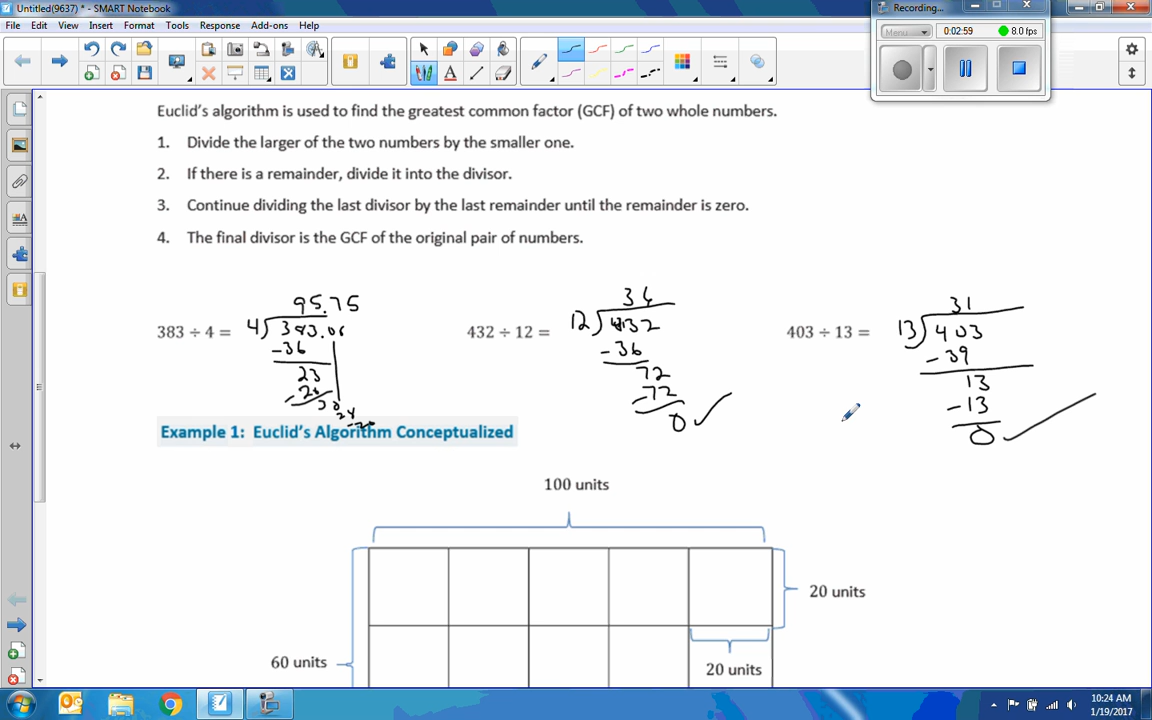 Untitled(9637) * - SMART Notebook
Recording...
File Edit View Insert Format Tools Response Add-ons Help
Menu
0:02:59
8.0 fps
Euclid's algorithm is used to find the greatest common factor (GCF) of two whole numbers.
1. Divide the larger of the two numbers by the smaller one.
2. If there is a remainder, divide it into the divisor.
3. Continue dividing the last divisor by the last remainder until the remainder is zero.
4. The final divisor is the GCF of the original pair of numbers.
383 ÷ 4 =
95.75
4
-36
23
432 ÷ 12 =
36
12 432
-36
72
-72
0 ✓
403 ÷ 13 =
31
13 403
-39
13
-13
0 ✓
Example 1: Euclid's Algorithm Conceptualized
100 units
20 units
60 units
20 units
10:24 AM
1/19/2017